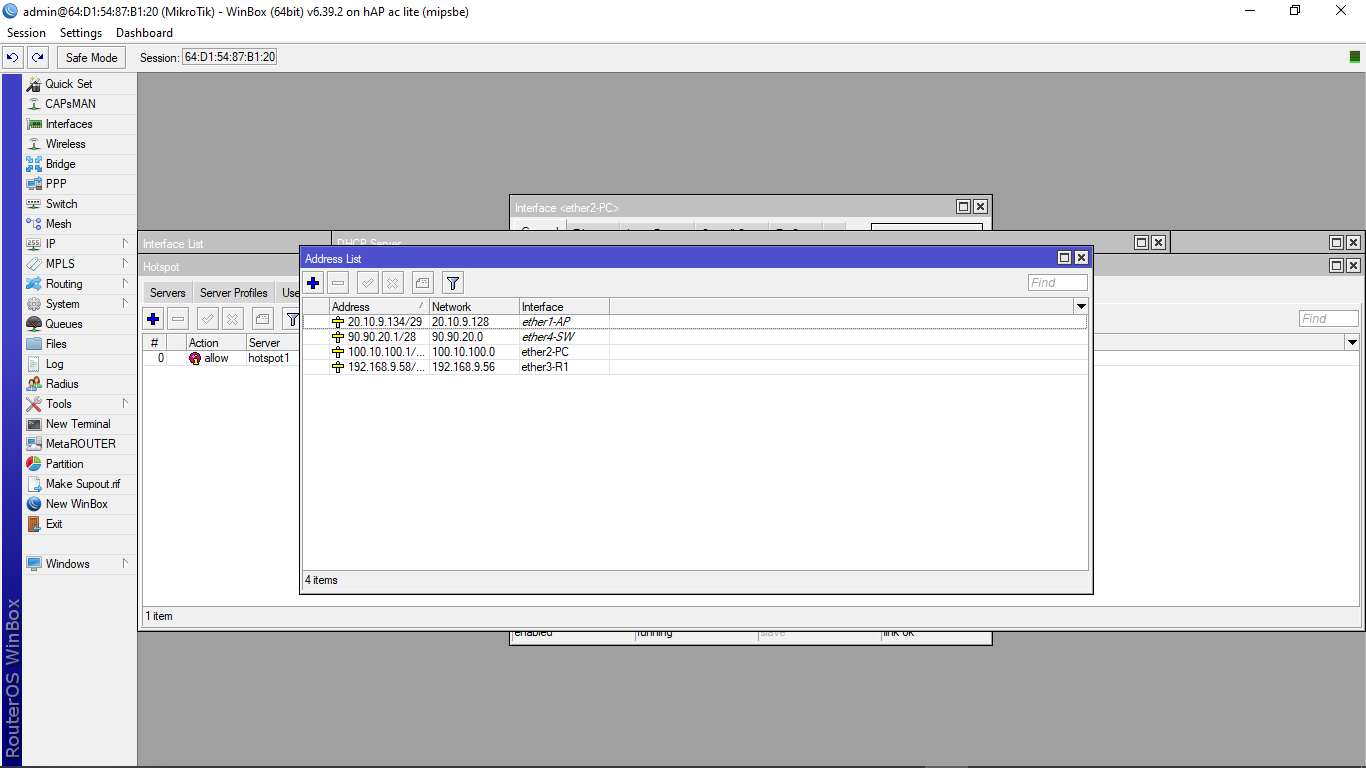 admin@64:D1:54:87:B1:20 (MikroTik) - WinBox (64bit) v6.39.2 on hAP ac lite (mipsbe)
Session Settings Dashboard
Safe Mode Session: 64:D1:54:87:B1:20
Quick Set
CAPsMAN
Interfaces
Wireless
Bridge
PPP
Switch
Mesh
IP
MPLS
Routing
System
Queues
Files
Log
Radius
Tools
New Terminal
MetaROUTER
Partition
Make Supout.rif
New WinBox
Exit
Windows
RouterOS WinBox
Interface <ether2-PC>
Interface List
DHCP Server
Hotspot
Servers Server Profiles Use
Find
# Action Server
0 allow hotspot1
1 item
Address List
Find
Address Network Interface
20.10.9.134/29 20.10.9.128 ether1-AP
90.90.20.1/28 90.90.20.0 ether4-SW
100.10.100.1/... 100.10.100.0 ether2-PC
192.168.9.58/... 192.168.9.56 ether3-R1
4 items
enabled running slave link ok